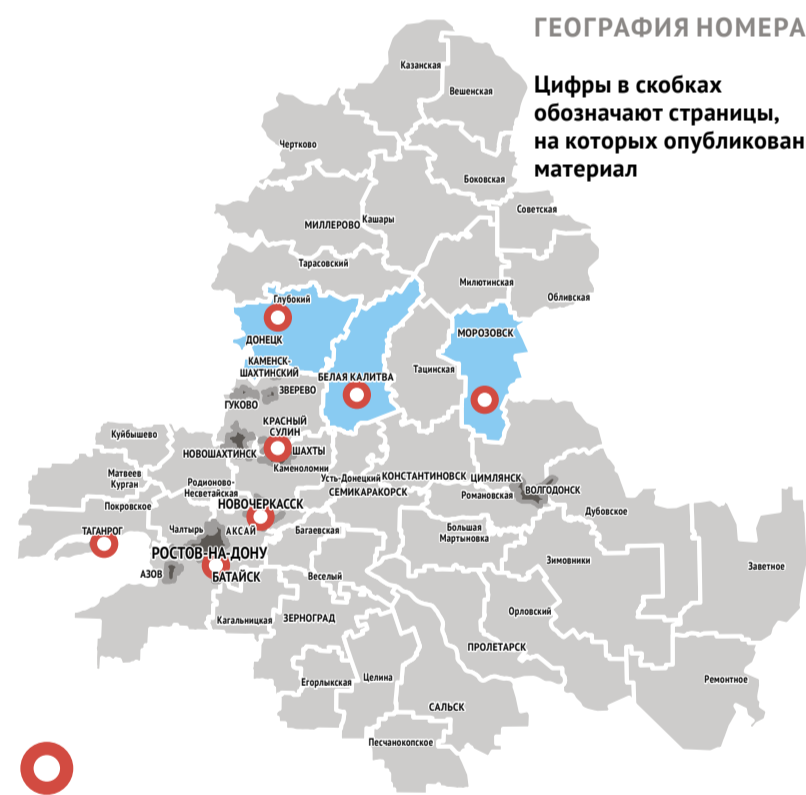 ГЕОГРАФИЯ НОМЕРА
Цифры в скобках
обозначают страницы,
на которых опубликован
материал
Казанская
Вешенская
Чертково
Боковская
Советская
МИЛЛЕРОВО
Кашары
Тарасовский
Милютинская
Обливская
Глубокий
ДОНЕЦК
МОРОЗОВСК
КАМЕНСК-
ШАХТИНСКИЙ
БЕЛАЯ КАЛИТВА
Тацинская
ЗВЕРЕВО
ГУКОВО
КРАСНЫЙ
СУЛИН
Куйбышево
НОВОШАХТИНСК
ШАХТЫ
Каменоломни
Матвеев
Курган
Родионово-
Несветайская
Усть-Донецкий
КОНСТАНТИНОВСК
ЦИМЛЯНСК
СЕМИКАРАКОРСК
Романовская
ВОЛГОДОНСК
Покровское
НОВОЧЕРКАССК
Дубовское
ТАГАНРОГ
Чалтырь
АКСАЙ
Багаевская
Большая
Мартыновка
РОСТОВ-НА-ДОНУ
Зимовники
Заветное
АЗОВ
БАТАЙСК
Веселый
Орловский
Кагальницкая
ЗЕРНОГРАД
ПРОЛЕТАРСК
Егорлыкская
Целина
Ремонтное
САЛЬСК
Песчанокопское